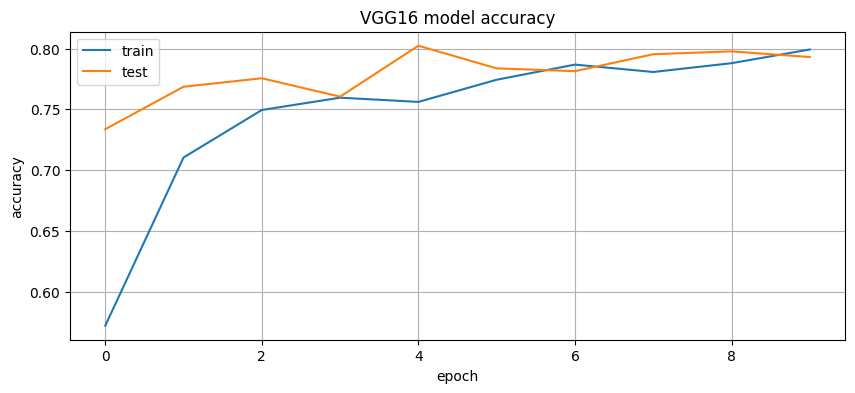 VGG16 model accuracy
train
test
accuracy
0.80
0.75
0.70
0.65
0.60
0 2 4 6 8
epoch